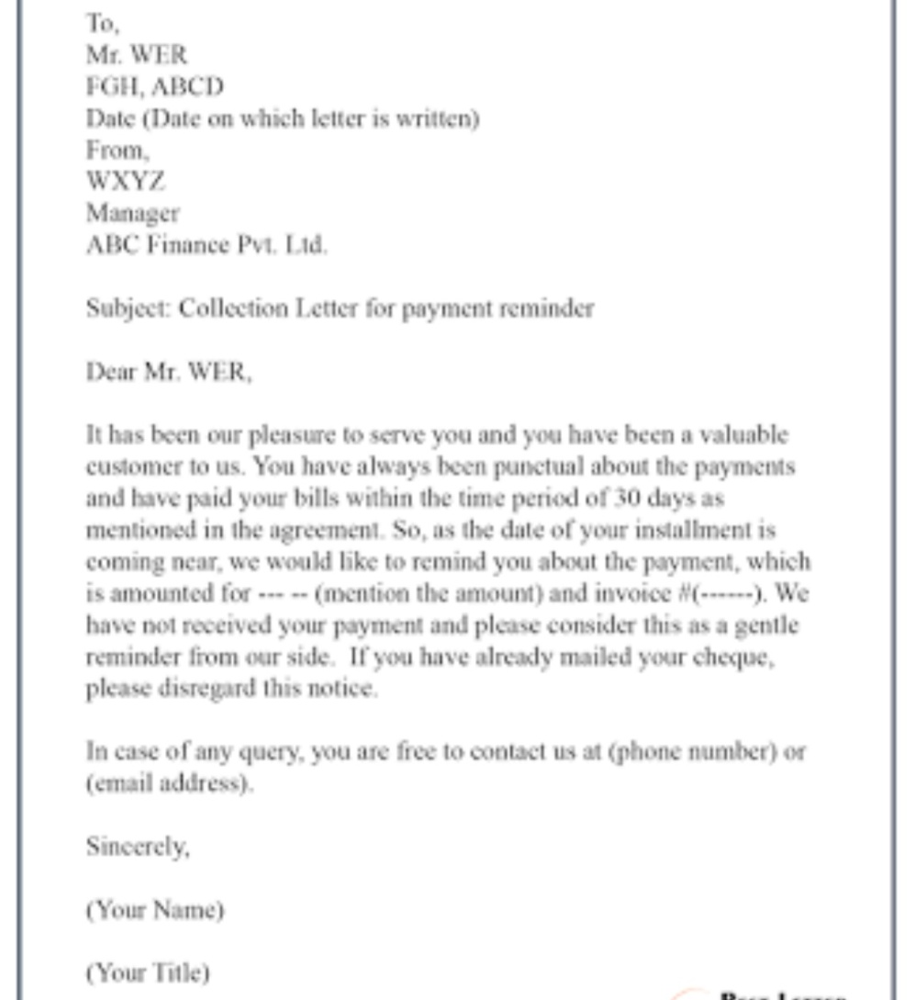 To,
Mr. WER
FGH, ABCD
Date (Date on which letter is written)
From,
WXYZ
Manager
ABC Finance Pvt. Ltd.
Subject: Collection Letter for payment reminder
Dear Mr. WER,
It has been our pleasure to serve you and you have been a valuable
customer to us. You have always been punctual about the payments
and have paid your bills within the time period of 30 days as
mentioned in the agreement. So, as the date of your installment is
coming near, we would like to remind you about the payment, which
is amounted for --- -- (mention the amount) and invoice #(------). We
have not received your payment and please consider this as a gentle
reminder from our side.  If you have already mailed your cheque,
please disregard this notice.
In case of any query, you are free to contact us at (phone number) or
(email address).
Sincerely,
(Your Name)
(Your Title)